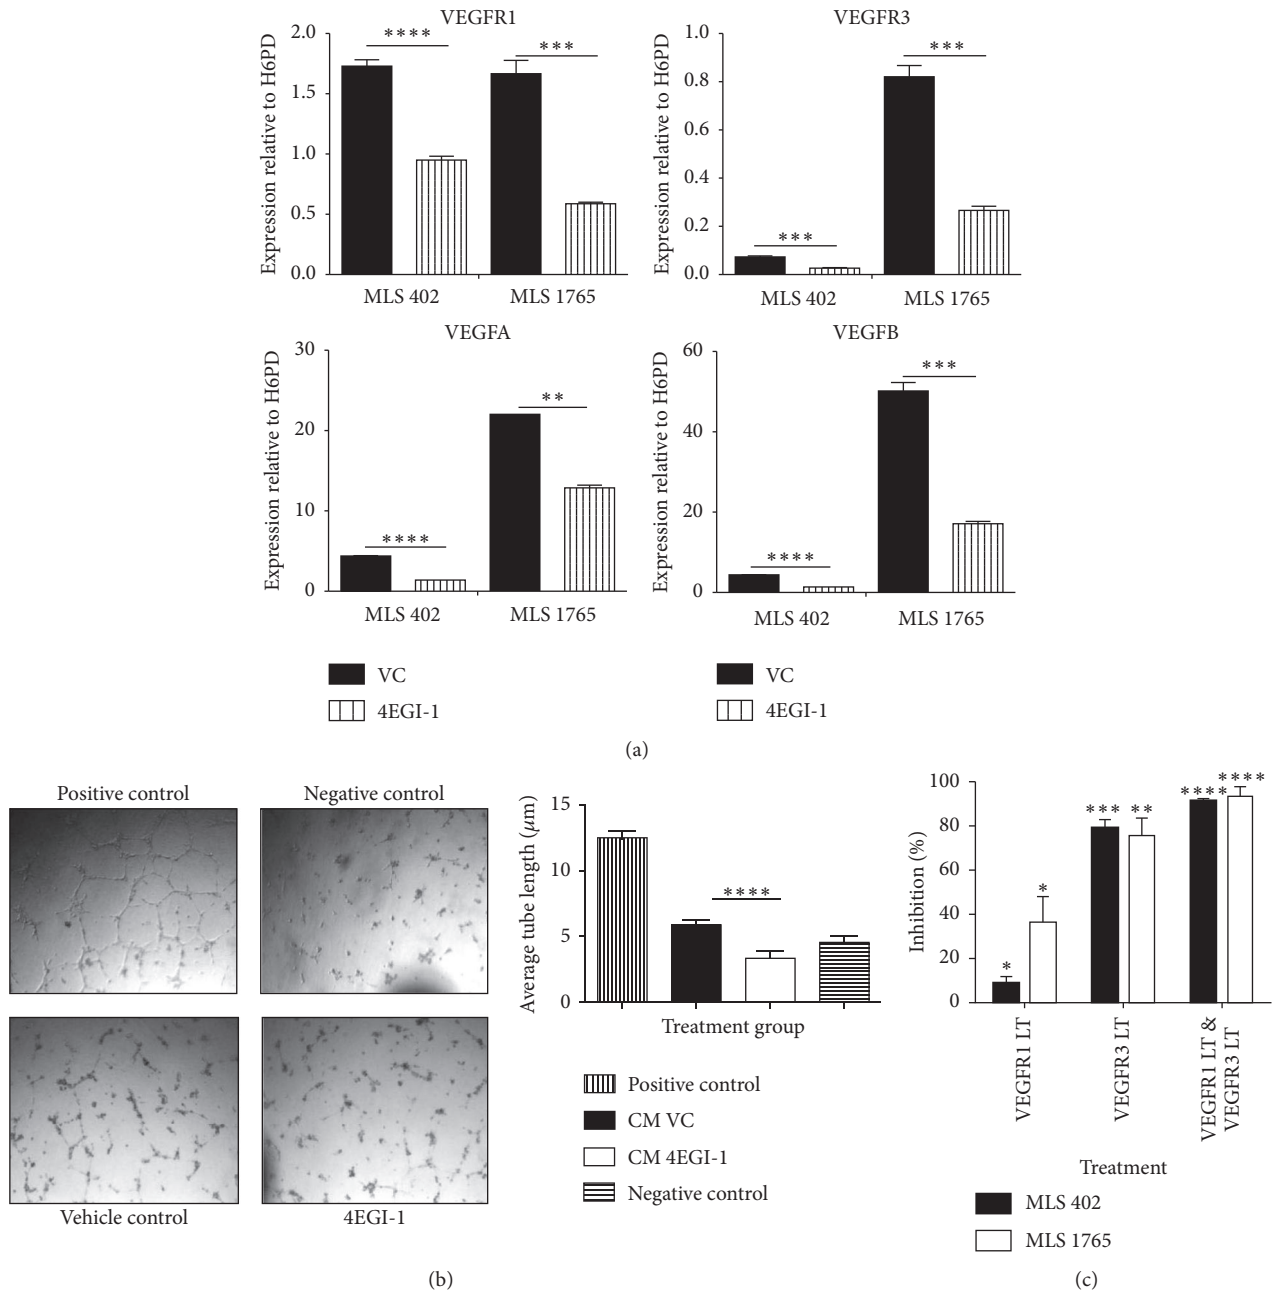 VEGFR1
Expression relative to H6PD
2.0
1.5
1.0
0.5
0.0
****
***
MLS 402
MLS 1765
VEGFR3
Expression relative to H6PD
1.0
0.8
0.6
0.4
0.2
0.0
***
***
MLS 402
MLS 1765
VEGFA
Expression relative to H6PD
30
20
10
0
****
**
MLS 402
MLS 1765
VEGFB
Expression relative to H6PD
60
40
20
0
****
***
MLS 402
MLS 1765
VC
4EGI-1
VC
4EGI-1
(a)
Positive control
Negative control
Vehicle control
4EGI-1
Average tube length (μm)
15
10
5
0
****
Treatment group
Positive control
CM VC
CM 4EGI-1
Negative control
(b)
Inhibition (%)
100
80
60
40
20
0
*
*
***
**
****
****
VEGFR1 LT
VEGFR3 LT
VEGFR1 LT &
VEGFR3 LT
Treatment
MLS 402
MLS 1765
(c)